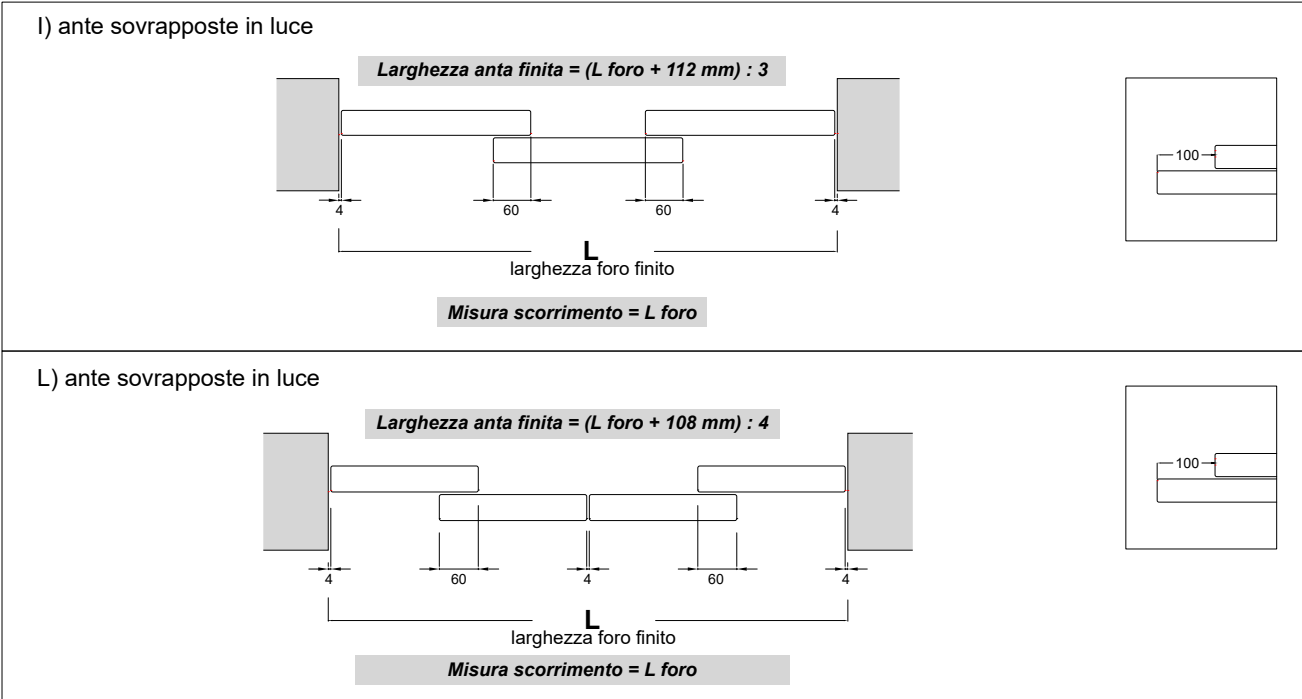 I) ante sovrapposte in luce
Larghezza anta finita = (L foro + 112 mm) : 3
100
4 60 60 4
L
larghezza foro finito
Misura scorrimento = L foro
L) ante sovrapposte in luce
Larghezza anta finita = (L foro + 108 mm) : 4
100
4 60 4 60 4
L
larghezza foro finito
Misura scorrimento = L foro